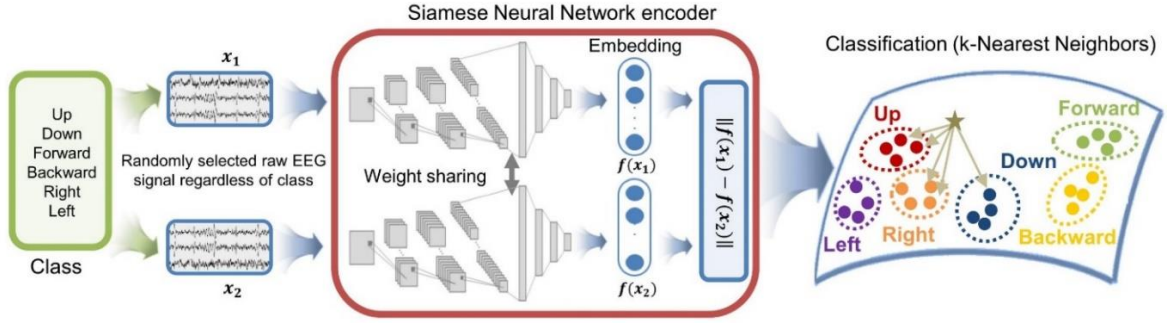 Siamese Neural Network encoder
Classification (k-Nearest Neighbors)
Up
Down
Forward
Backward
Right
Left
Class
x₁
Randomly selected raw EEG
signal regardless of class
x₂
Weight sharing
Embedding
f(x₁)
f(x₂)
‖f(x₁) − f(x₂)‖
Up
Forward
Down
Left
Right
Backward